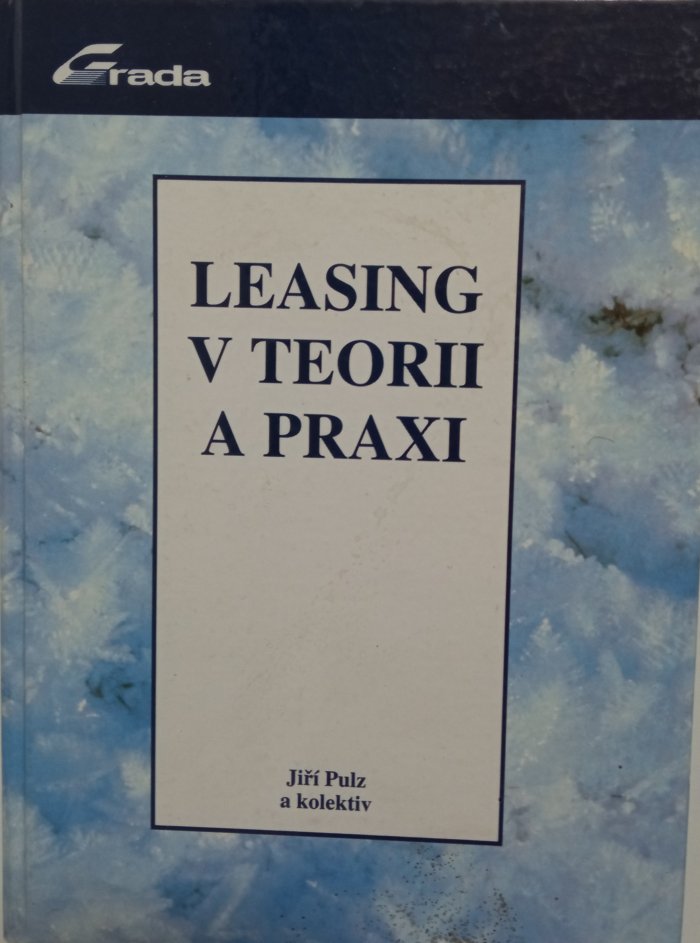 Grada
LEASING
V TEORII
A PRAXI
Jiří Pulz
a kolektiv